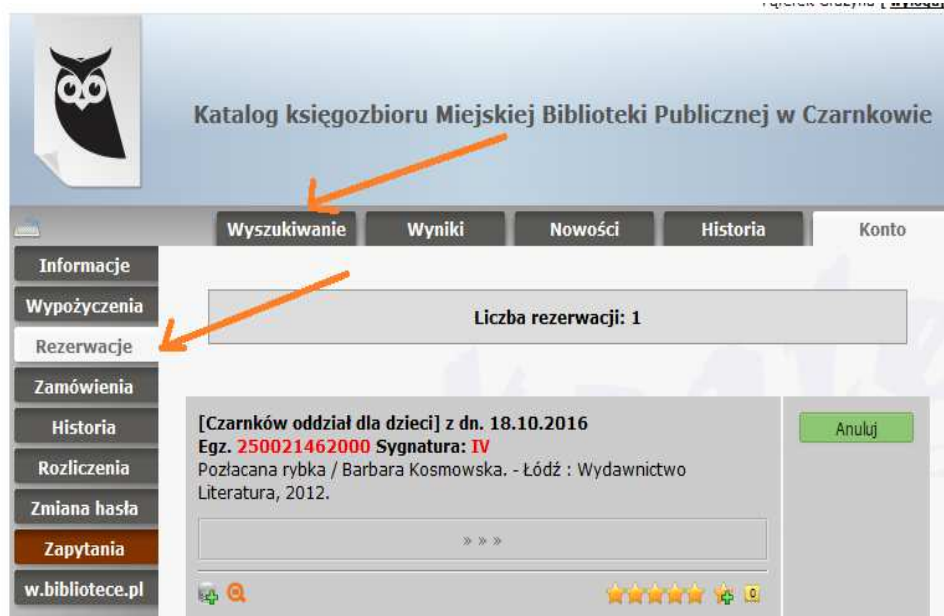 [wyloguj
Katalog księgozbioru Miejskiej Biblioteki Publicznej w Czarnkowie
Wyszukiwanie
Wyniki
Nowości
Historia
Konto
Informacje
Wypożyczenia
Rezerwacje
Zamówienia
Historia
Rozliczenia
Zmiana hasła
Zapytania
w.bibliotece.pl
Liczba rezerwacji: 1
[Czarnków oddział dla dzieci] z dn. 18.10.2016
Egz. 250021462000 Sygnatura: IV
Pozłacana rybka / Barbara Kosmowska. - Łódź : Wydawnictwo
Literatura, 2012.
» » »
0
Anuluj